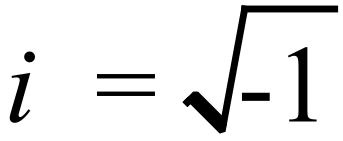 i = √-1